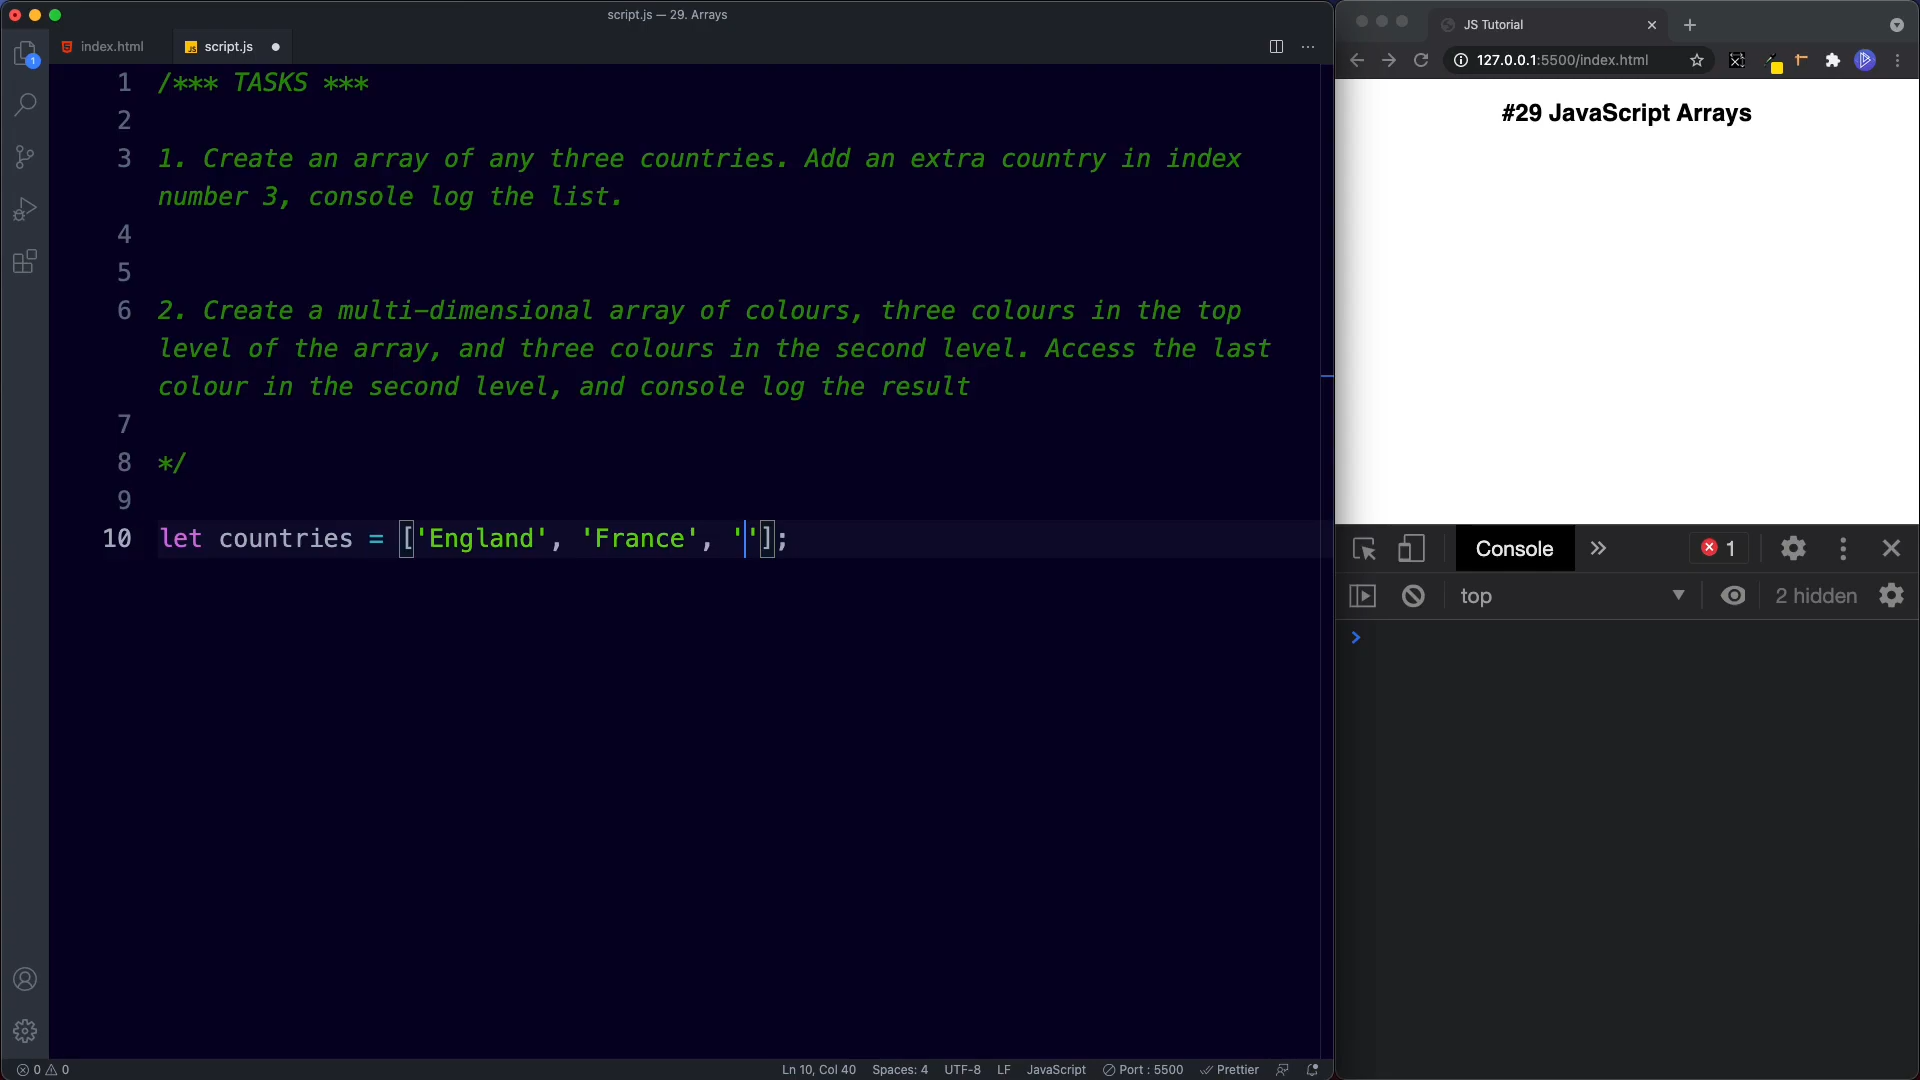 script.js — 29. Arrays
index.html
script.js
1 /*** TASKS ***
2
3 1. Create an array of any three countries. Add an extra country in index
number 3, console log the list.
4
5
6 2. Create a multi-dimensional array of colours, three colours in the top
level of the array, and three colours in the second level. Access the last
colour in the second level, and console log the result
7
8 */
9
10 let countries = ['England', 'France', ''];
1
0 0
Ln 10, Col 40 Spaces: 4 UTF-8 LF JavaScript Port : 5500 Prettier
JS Tutorial
127.0.0.1:5500/index.html
#29 JavaScript Arrays
Console
1
top
2 hidden